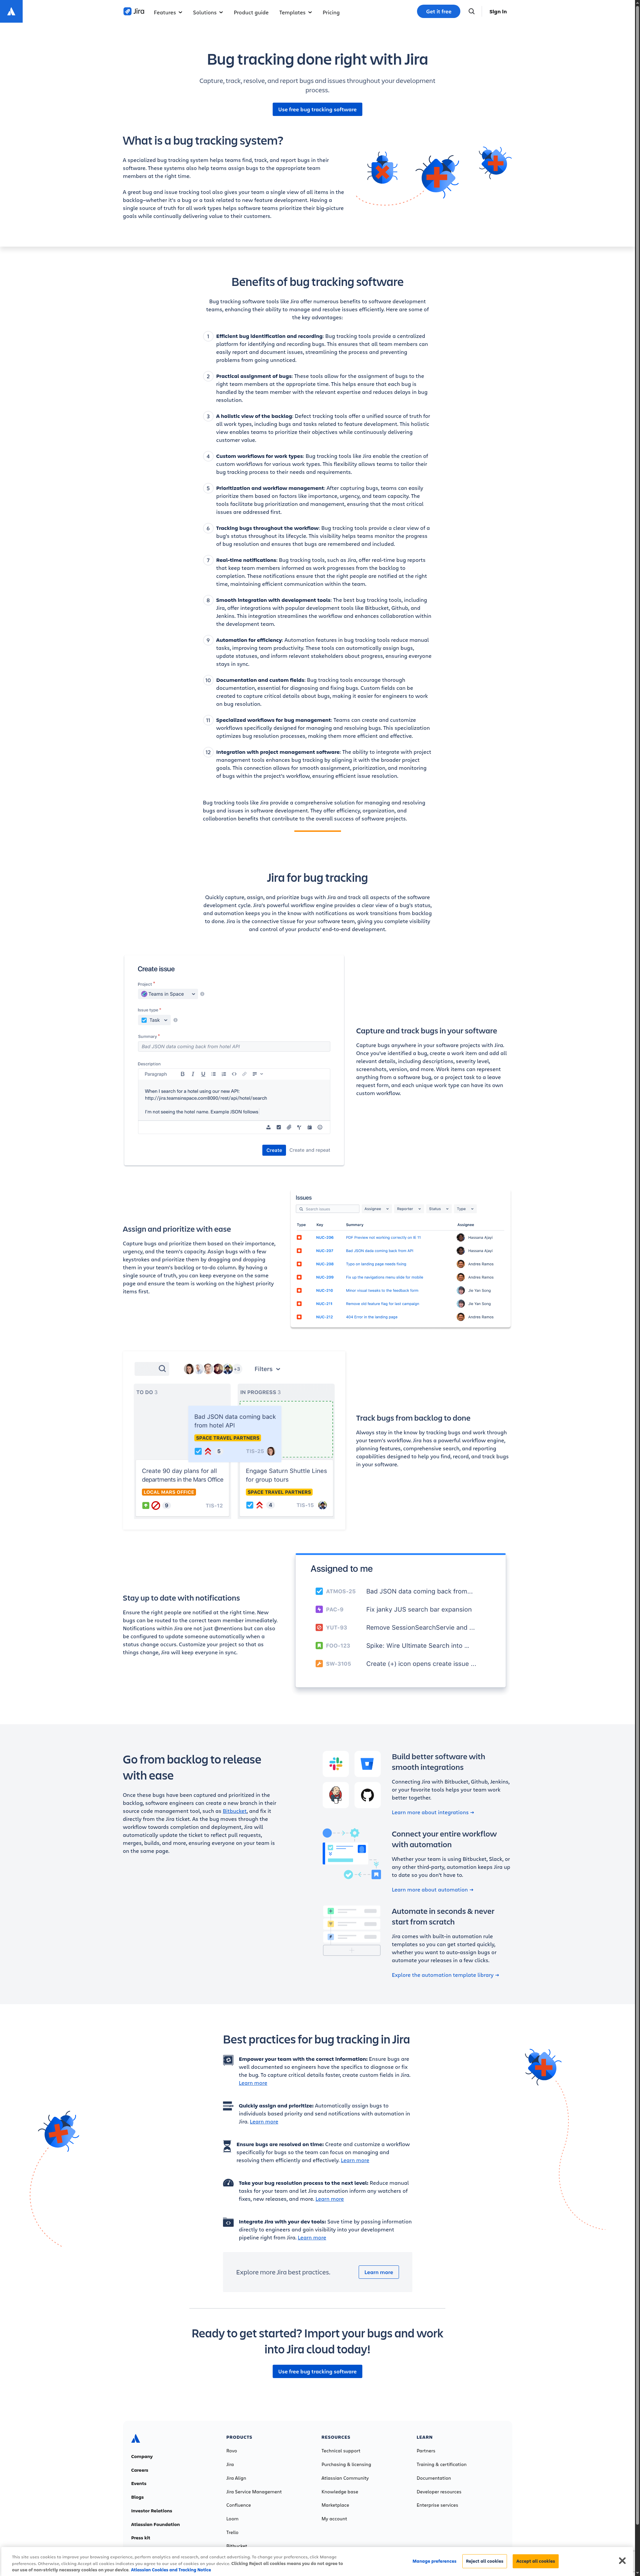 Jira Features Solutions Product guide Templates Pricing Get it free Sign in
Bug tracking done right with Jira
Capture, track, resolve, and report bugs and issues throughout your development
process.
Use free bug tracking software
What is a bug tracking system?
A specialized bug tracking system helps teams find, track, and report bugs in their
software. These systems also help teams assign bugs to the appropriate team
members at the right time.
A great bug and issue tracking tool also gives your team a single view of all items in the
backlog–whether it's a bug or a task related to new feature development. Having a
single source of truth for all work types helps software teams prioritize their big-picture
goals while continually delivering value to their customers.
Benefits of bug tracking software
Bug tracking software tools like Jira offer numerous benefits to software development
teams, enhancing their ability to manage and resolve issues efficiently. Here are some of
the key advantages:
1 Efficient bug identification and recording: Bug tracking tools provide a centralized
platform for identifying and recording bugs. This ensures that all team members can
easily report and document issues, streamlining the process and preventing
problems from going unnoticed.
2 Practical assignment of bugs: These tools allow for the assignment of bugs to the
right team members at the appropriate time. This helps ensure that each bug is
handled by the team member with the relevant expertise and reduces delays in bug
resolution.
3 A holistic view of the backlog: Defect tracking tools offer a unified source of truth for
all work types, including bugs and tasks related to feature development. This holistic
view enables teams to prioritize their objectives while continuously delivering
customer value.
4 Custom workflows for work types: Bug tracking tools like Jira enable the creation of
custom workflows for various work types. This flexibility allows teams to tailor their
bug tracking process to their needs and requirements.
5 Prioritization and workflow management: After capturing bugs, teams can easily
prioritize them based on factors like importance, urgency, and team capacity. The
tools facilitate bug prioritization and management, ensuring that the most critical
issues are addressed first.
6 Tracking bugs throughout the workflow: Bug tracking tools provide a clear view of a
bug's status throughout its lifecycle. This visibility helps teams monitor the progress
of bug resolution and ensures that bugs are remembered and included.
7 Real-time notifications: Bug tracking tools, such as Jira, offer real-time bug reports
that keep team members informed as work progresses from the backlog to
completion. These notifications ensure that the right people are notified at the right
time, maintaining efficient communication within the team.
8 Smooth integration with development tools: The best bug tracking tools, including
Jira, offer integrations with popular development tools like Bitbucket, Github, and
Jenkins. This integration streamlines the workflow and enhances collaboration within
the development team.
9 Automation for efficiency: Automation features in bug tracking tools reduce manual
tasks, improving team productivity. These tools can automatically assign bugs,
update statuses, and inform relevant stakeholders about progress, ensuring everyone
stays in sync.
10 Documentation and custom fields: Bug tracking tools encourage thorough
documentation, essential for diagnosing and fixing bugs. Custom fields can be
created to capture critical details about bugs, making it easier for engineers to work
on bug resolution.
11 Specialized workflows for bug management: Teams can create and customize
workflows specifically designed for managing and resolving bugs. This specialization
optimizes bug resolution processes, making them more efficient and effective.
12 Integration with project management software: The ability to integrate with project
management tools enhances bug tracking by aligning it with the broader project
goals. This connection allows for smooth assignment, prioritization, and monitoring
of bugs within the project's workflow, ensuring efficient issue resolution.
Bug tracking tools like Jira provide a comprehensive solution for managing and resolving
bugs and issues in software development. They offer efficiency, organization, and
collaboration benefits that contribute to the overall success of software projects.
Jira for bug tracking
Quickly capture, assign, and prioritize bugs with Jira and track all aspects of the software
development cycle. Jira's powerful workflow engine provides a clear view of a bug's status,
and automation keeps you in the know with notifications as work transitions from backlog
to done. Jira is the connective tissue for your software team, giving you complete visibility
and control of your products' end-to-end development.
Create issue
Project *
Teams in Space
Issue type *
Task
Summary *
Bad JSON data coming back from hotel API
Description
Paragraph B I U
When I search for a hotel using our new API:
http://jira.teamsinspace.com8080/rest/api/hotel/search
I'm not seeing the hotel name. Example JSON follows
Create Create and repeat
Capture and track bugs in your software
Capture bugs anywhere in your software projects with Jira.
Once you've identified a bug, create a work item and add all
relevant details, including descriptions, severity level,
screenshots, version, and more. Work items can represent
anything from a software bug, or a project task to a leave
request form, and each unique work type can have its own
custom workflow.
Assign and prioritize with ease
Capture bugs and prioritize them based on their importance,
urgency, and the team's capacity. Assign bugs with a few
keystrokes and prioritize them by dragging and dropping
them in your team's backlog or to-do column. By having a
single source of truth, you can keep everyone on the same
page and ensure the team is working on the highest priority
items first.
Issues
Search issues Assignee Reporter Status Type
Type Key Summary Assignee
NUC-206 PDF Preview not working correctly on IE 11 Hassana Ajayi
NUC-207 Bad JSON data coming back from API Hassana Ajayi
NUC-208 Typo on landing page needs fixing Andres Ramos
NUC-209 Fix up the navigations menu slide for mobile Andres Ramos
NUC-210 Minor visual tweaks in the feedback form Jie Yan Song
NUC-211 Remove old feature flag for last campaign Jie Yan Song
NUC-212 404 Error in the landing page Andres Ramos
+3 Filters
TO DO 3 IN PROGRESS 3
Bad JSON data coming back
from hotel API
SPACE TRAVEL PARTNERS
5 TIS-25
Create 90 day plans for all
departments in the Mars Office
LOCAL MARS OFFICE
9 TIS-12
Engage Saturn Shuttle Lines
for group tours
SPACE TRAVEL PARTNERS
4 TIS-15
Track bugs from backlog to done
Always stay in the know by tracking bugs and work through
your team's workflow. Jira has a powerful workflow engine,
planning features, comprehensive search, and reporting
capabilities designed to help you find, record, and track bugs
in your software.
Stay up to date with notifications
Ensure the right people are notified at the right time. New
bugs can be routed to the correct team member immediately.
Notifications within Jira are not just @mentions but can also
be configured to update someone automatically when a
status change occurs. Customize your project so that as
things change, Jira will keep everyone in sync.
Assigned to me
ATMOS-25 Bad JSON data coming back from...
PAC-9 Fix janky JUS search bar expansion
YUT-93 Remove SessionSearchServie and ...
FOO-123 Spike: Wire Ultimate Search into ...
SW-3105 Create (+) icon opens create issue ...
Go from backlog to release
with ease
Once these bugs have been captured and prioritized in the
backlog, software engineers can create a new branch in their
source code management tool, such as Bitbucket, and fix it
directly from the Jira ticket. As the bug moves through the
workflow towards completion and deployment, Jira will
automatically update the ticket to reflect pull requests,
merges, builds, and more, ensuring everyone on your team is
on the same page.
Build better software with
smooth integrations
Connecting Jira with Bitbucket, Github, Jenkins,
or your favorite tools helps your team work
better together.
Learn more about integrations →
Connect your entire workflow
with automation
Whether your team is using Bitbucket, Slack, or
any other third-party, automation keeps Jira up
to date so you don't have to.
Learn more about automation →
Automate in seconds & never
start from scratch
Jira comes with built-in automation rule
templates so you can get started quickly,
whether you want to auto-assign bugs or
automate your releases in a few clicks.
Explore the automation template library →
Best practices for bug tracking in Jira
Empower your team with the correct information: Ensure bugs are
well documented so engineers have the specifics to diagnose or fix
the bug. To capture critical details faster, create custom fields in Jira.
Learn more
Quickly assign and prioritize: Automatically assign bugs to
individuals based priority and send notifications with automation in
Jira. Learn more
Ensure bugs are resolved on time: Create and customize a workflow
specifically for bugs so the team can focus on managing and
resolving them efficiently and effectively. Learn more
Take your bug resolution process to the next level: Reduce manual
tasks for your team and let Jira automation inform any watchers of
fixes, new releases, and more. Learn more
Integrate Jira with your dev tools: Save time by passing information
directly to engineers and gain visibility into your development
pipeline right from Jira. Learn more
Explore more Jira best practices. Learn more
Ready to get started? Import your bugs and work
into Jira cloud today!
Use free bug tracking software
Company
Careers
Events
Blogs
Investor Relations
Atlassian Foundation
Press kit
PRODUCTS
Rovo
Jira
Jira Align
Jira Service Management
Confluence
Loom
Trello
Bitbucket
RESOURCES
Technical support
Purchasing & licensing
Atlassian Community
Knowledge base
Marketplace
My account
LEARN
Partners
Training & certification
Documentation
Developer resources
Enterprise services
This site uses cookies to improve your browsing experience, perform analytics and research, and conduct advertising. To change your preferences, click Manage
preferences. Otherwise, clicking Accept all cookies indicates you agree to our use of cookies on your device. Clicking Reject all cookies means you do not agree to
our use of non-strictly necessary cookies on your device. Atlassian Cookies and Tracking Notice
Manage preferences Reject all cookies Accept all cookies